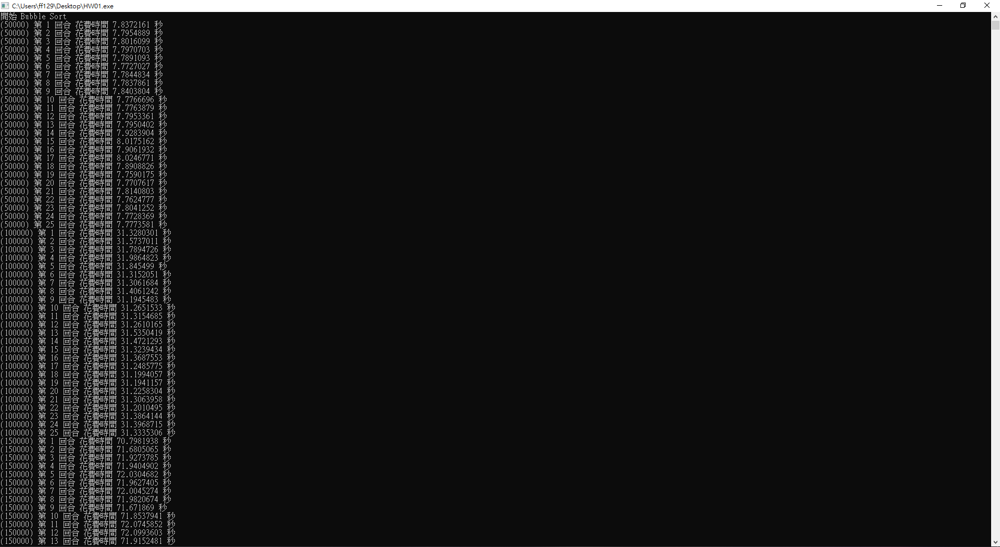 C:\Users\ff129\Desktop\HW01.exe
開始 Bubble Sort
(50000) 第 1 回合 花費時間 7.8372161 秒
(50000) 第 2 回合 花費時間 7.7954889 秒
(50000) 第 3 回合 花費時間 7.8016099 秒
(50000) 第 4 回合 花費時間 7.7970703 秒
(50000) 第 5 回合 花費時間 7.7891093 秒
(50000) 第 6 回合 花費時間 7.7727027 秒
(50000) 第 7 回合 花費時間 7.7844834 秒
(50000) 第 8 回合 花費時間 7.7837861 秒
(50000) 第 9 回合 花費時間 7.8403804 秒
(50000) 第 10 回合 花費時間 7.7766696 秒
(50000) 第 11 回合 花費時間 7.7763879 秒
(50000) 第 12 回合 花費時間 7.7953361 秒
(50000) 第 13 回合 花費時間 7.7950402 秒
(50000) 第 14 回合 花費時間 7.9283904 秒
(50000) 第 15 回合 花費時間 8.0175162 秒
(50000) 第 16 回合 花費時間 7.9061932 秒
(50000) 第 17 回合 花費時間 8.0246771 秒
(50000) 第 18 回合 花費時間 7.8908826 秒
(50000) 第 19 回合 花費時間 7.7590175 秒
(50000) 第 20 回合 花費時間 7.7707617 秒
(50000) 第 21 回合 花費時間 7.8140803 秒
(50000) 第 22 回合 花費時間 7.7624777 秒
(50000) 第 23 回合 花費時間 7.8041252 秒
(50000) 第 24 回合 花費時間 7.7728369 秒
(50000) 第 25 回合 花費時間 7.7773581 秒
(100000) 第 1 回合 花費時間 31.3280301 秒
(100000) 第 2 回合 花費時間 31.5737011 秒
(100000) 第 3 回合 花費時間 31.7894726 秒
(100000) 第 4 回合 花費時間 31.9864823 秒
(100000) 第 5 回合 花費時間 31.845499 秒
(100000) 第 6 回合 花費時間 31.3152051 秒
(100000) 第 7 回合 花費時間 31.3061684 秒
(100000) 第 8 回合 花費時間 31.4061242 秒
(100000) 第 9 回合 花費時間 31.1945483 秒
(100000) 第 10 回合 花費時間 31.2651533 秒
(100000) 第 11 回合 花費時間 31.3154685 秒
(100000) 第 12 回合 花費時間 31.2610165 秒
(100000) 第 13 回合 花費時間 31.5350419 秒
(100000) 第 14 回合 花費時間 31.4721293 秒
(100000) 第 15 回合 花費時間 31.3239434 秒
(100000) 第 16 回合 花費時間 31.3687553 秒
(100000) 第 17 回合 花費時間 31.2485775 秒
(100000) 第 18 回合 花費時間 31.1994057 秒
(100000) 第 19 回合 花費時間 31.1941157 秒
(100000) 第 20 回合 花費時間 31.2258304 秒
(100000) 第 21 回合 花費時間 31.3063958 秒
(100000) 第 22 回合 花費時間 31.2010495 秒
(100000) 第 23 回合 花費時間 31.3864144 秒
(100000) 第 24 回合 花費時間 31.3968715 秒
(100000) 第 25 回合 花費時間 31.3335306 秒
(150000) 第 1 回合 花費時間 70.7981938 秒
(150000) 第 2 回合 花費時間 71.6805065 秒
(150000) 第 3 回合 花費時間 71.9273785 秒
(150000) 第 4 回合 花費時間 71.9404902 秒
(150000) 第 5 回合 花費時間 72.0304682 秒
(150000) 第 6 回合 花費時間 71.9627405 秒
(150000) 第 7 回合 花費時間 72.0045274 秒
(150000) 第 8 回合 花費時間 71.9820674 秒
(150000) 第 9 回合 花費時間 71.671869 秒
(150000) 第 10 回合 花費時間 71.8537941 秒
(150000) 第 11 回合 花費時間 72.0745852 秒
(150000) 第 12 回合 花費時間 72.0993603 秒
(150000) 第 13 回合 花費時間 71.9152481 秒